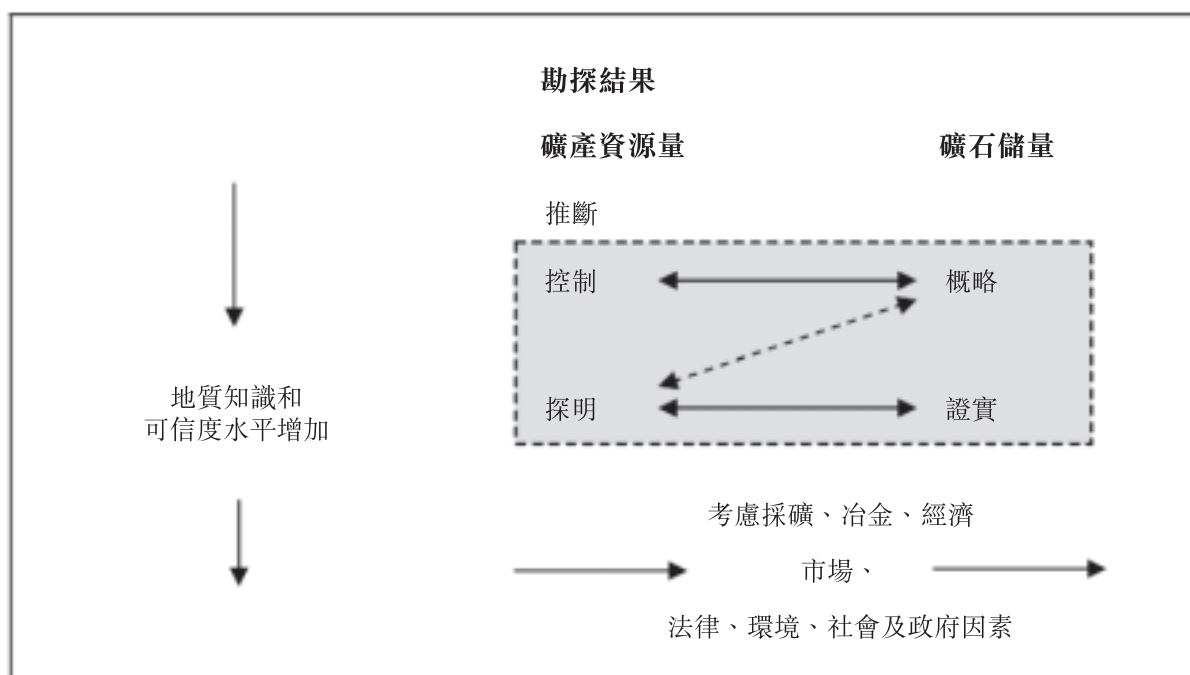 勘探結果
礦產資源量 礦石儲量
推斷
控制 概略
探明 證實
地質知識和
可信度水平增加
考慮採礦、冶金、經濟
市場、
法律、環境、社會及政府因素